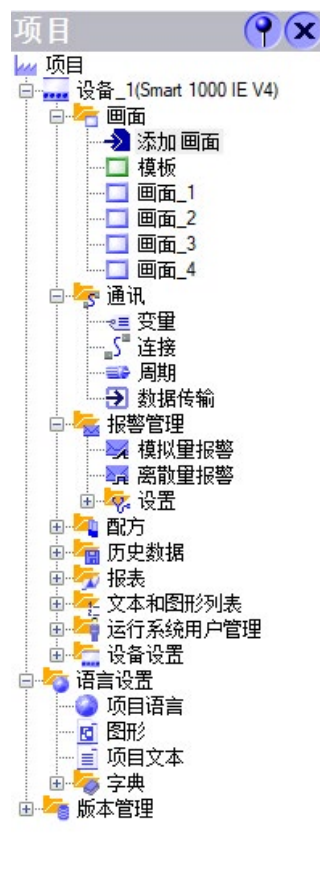 项目
项目
设备_1(Smart 1000 IE V4)
画面
添加 画面
模板
画面_1
画面_2
画面_3
画面_4
通讯
变量
连接
周期
数据传输
报警管理
模拟量报警
离散量报警
设置
配方
历史数据
报表
文本和图形列表
运行系统用户管理
设备设置
语言设置
项目语言
图形
项目文本
字典
版本管理